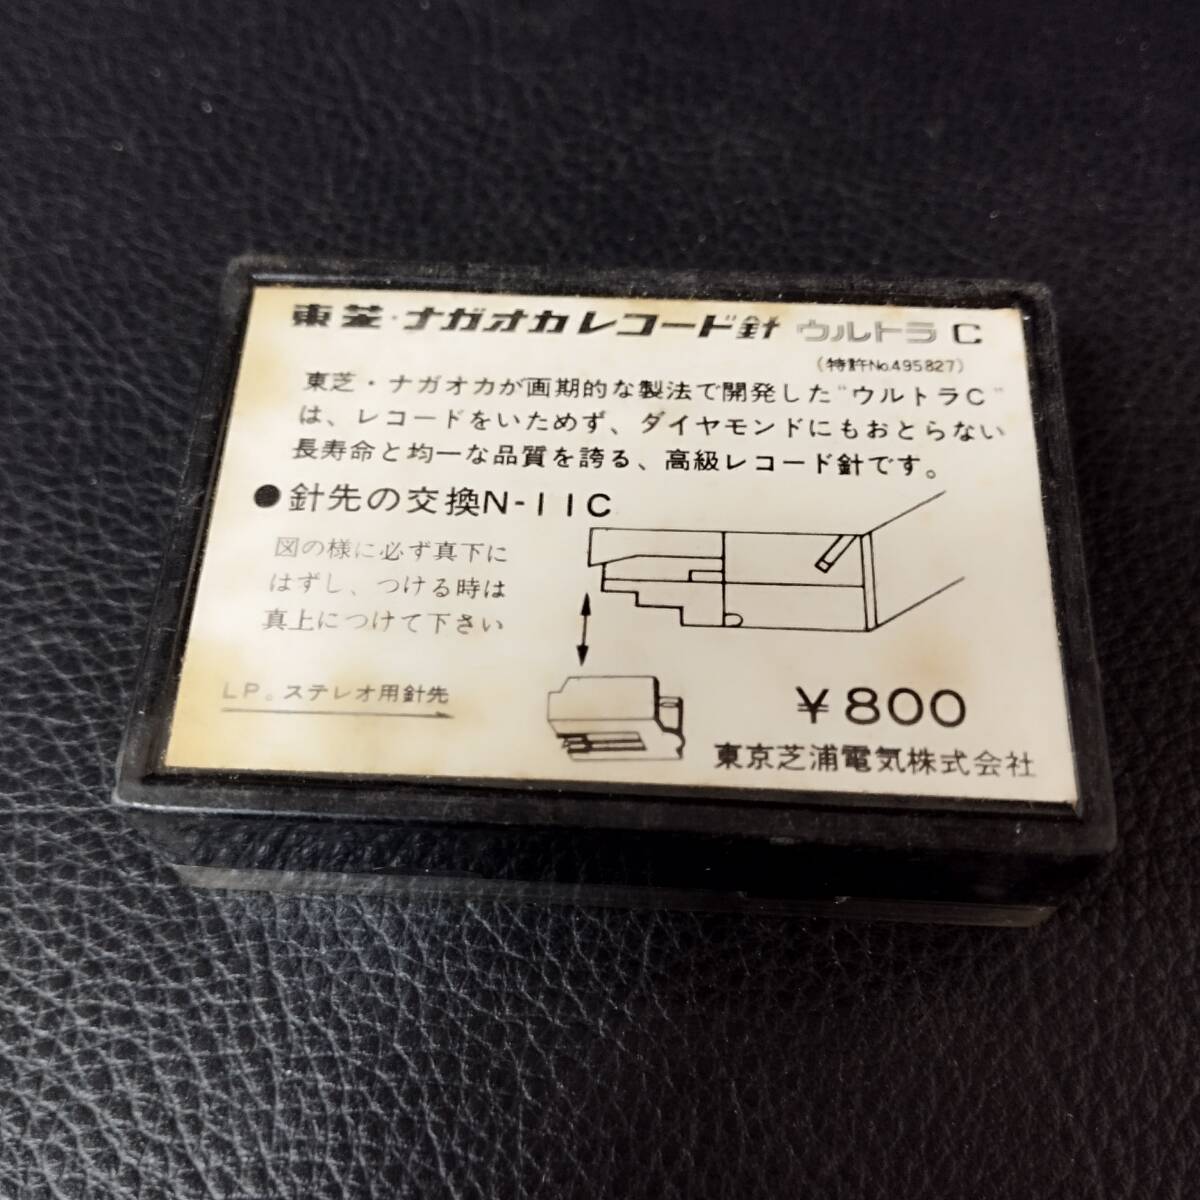 東芝・ナガオカレコード針 ウルトラC
(特許No.495827)
東芝・ナガオカが画期的な製法で開発した"ウルトラC"
は、レコードをいためず、ダイヤモンドにもおとらない
長寿命と均一な品質を誇る、高級レコード針です。
●針先の交換N-11C
図の様に必ず真下に
はずし、つける時は
真上につけて下さい
LP。ステレオ用針先
¥800
東京芝浦電気株式会社